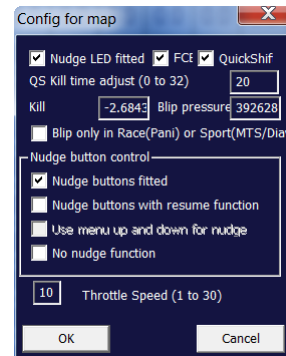 Config for map
Nudge LED fitted FCE QuickShif
QS Kill time adjust (0 to 32) 20
Kill -2.6843 Blip pressure 392628
Blip only in Race(Pani) or Sport(MTS/Dia
Nudge button control
Nudge buttons fitted
Nudge buttons with resume function
Use menu up and down for nudge
No nudge function
10 Throttle Speed (1 to 30)
OK Cancel